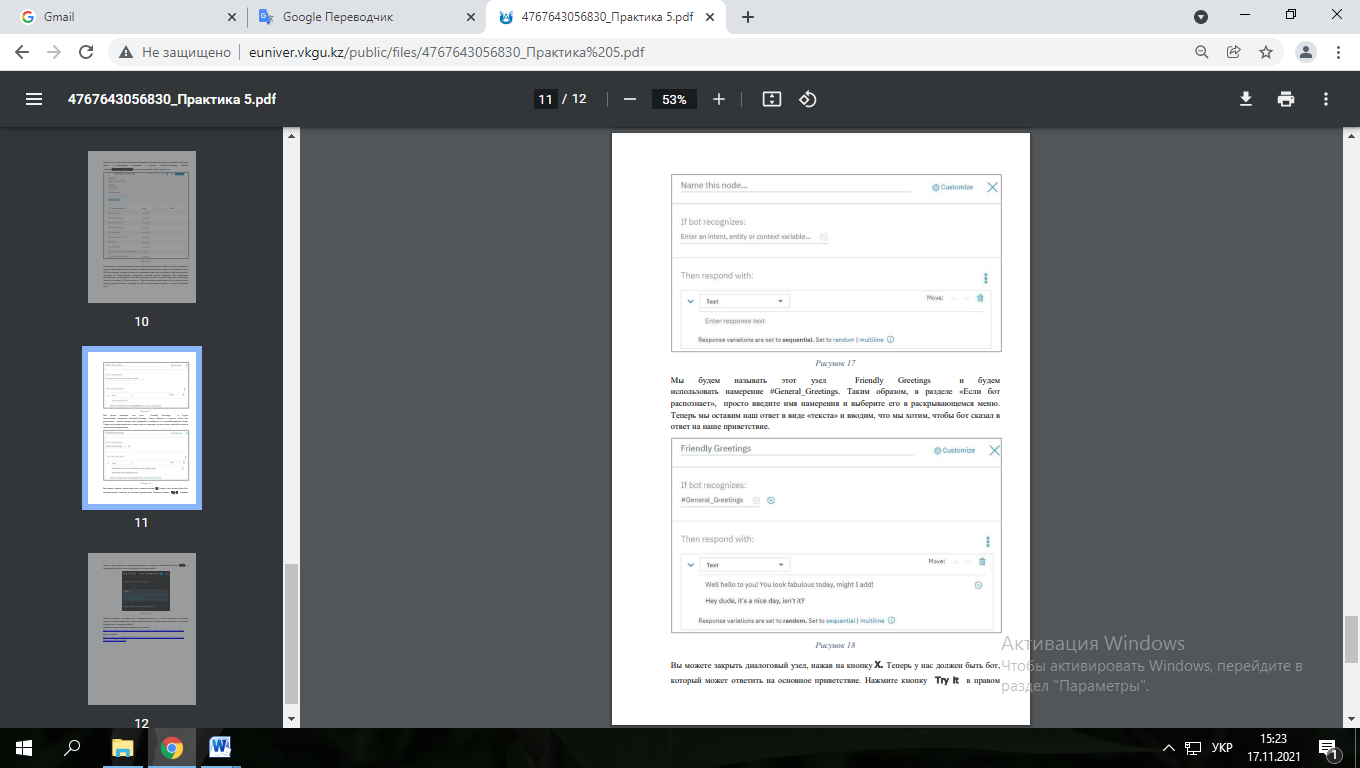 Gmail
Google Переводчик
4767643056830_Практика 5.pdf
Не защищено
euniver.vkgu.kz/public/files/4767643056830_Практика%205.pdf
4767643056830_Практика 5.pdf
11 / 12
53%
10
11
12
Name this node...
Customize
If bot recognizes:
Enter an intent, entity or context variable...
Then respond with:
Text
Move:
Enter response text
Response variations are set to sequential. Set to random | multiline
Рисунок 17
Мы будем называть этот узел Friendly Greetings и будем
использовать намерение #General_Greetings. Таким образом, в разделе «Если бот
распознает», просто введите имя намерения и выберите его в раскрывающемся меню.
Теперь мы оставим наш ответ в виде «текста» и вводим, что мы хотим, чтобы бот сказал в
ответ на наше приветствие.
Friendly Greetings
Customize
If bot recognizes:
#General_Greetings
Then respond with:
Text
Move:
Well hello to you! You look fabulous today, might I add!
Hey dude, it's a nice day, isn't it?
Response variations are set to random. Set to sequential | multiline
Рисунок 18
Вы можете закрыть диалоговый узел, нажав на кнопку X. Теперь у нас должен быть бот,
который может ответить на основное приветствие. Нажмите кнопку Try It в правом
Активация Windows
Чтобы активировать Windows, перейдите в
раздел "Параметры".
УКР
15:23
17.11.2021
1